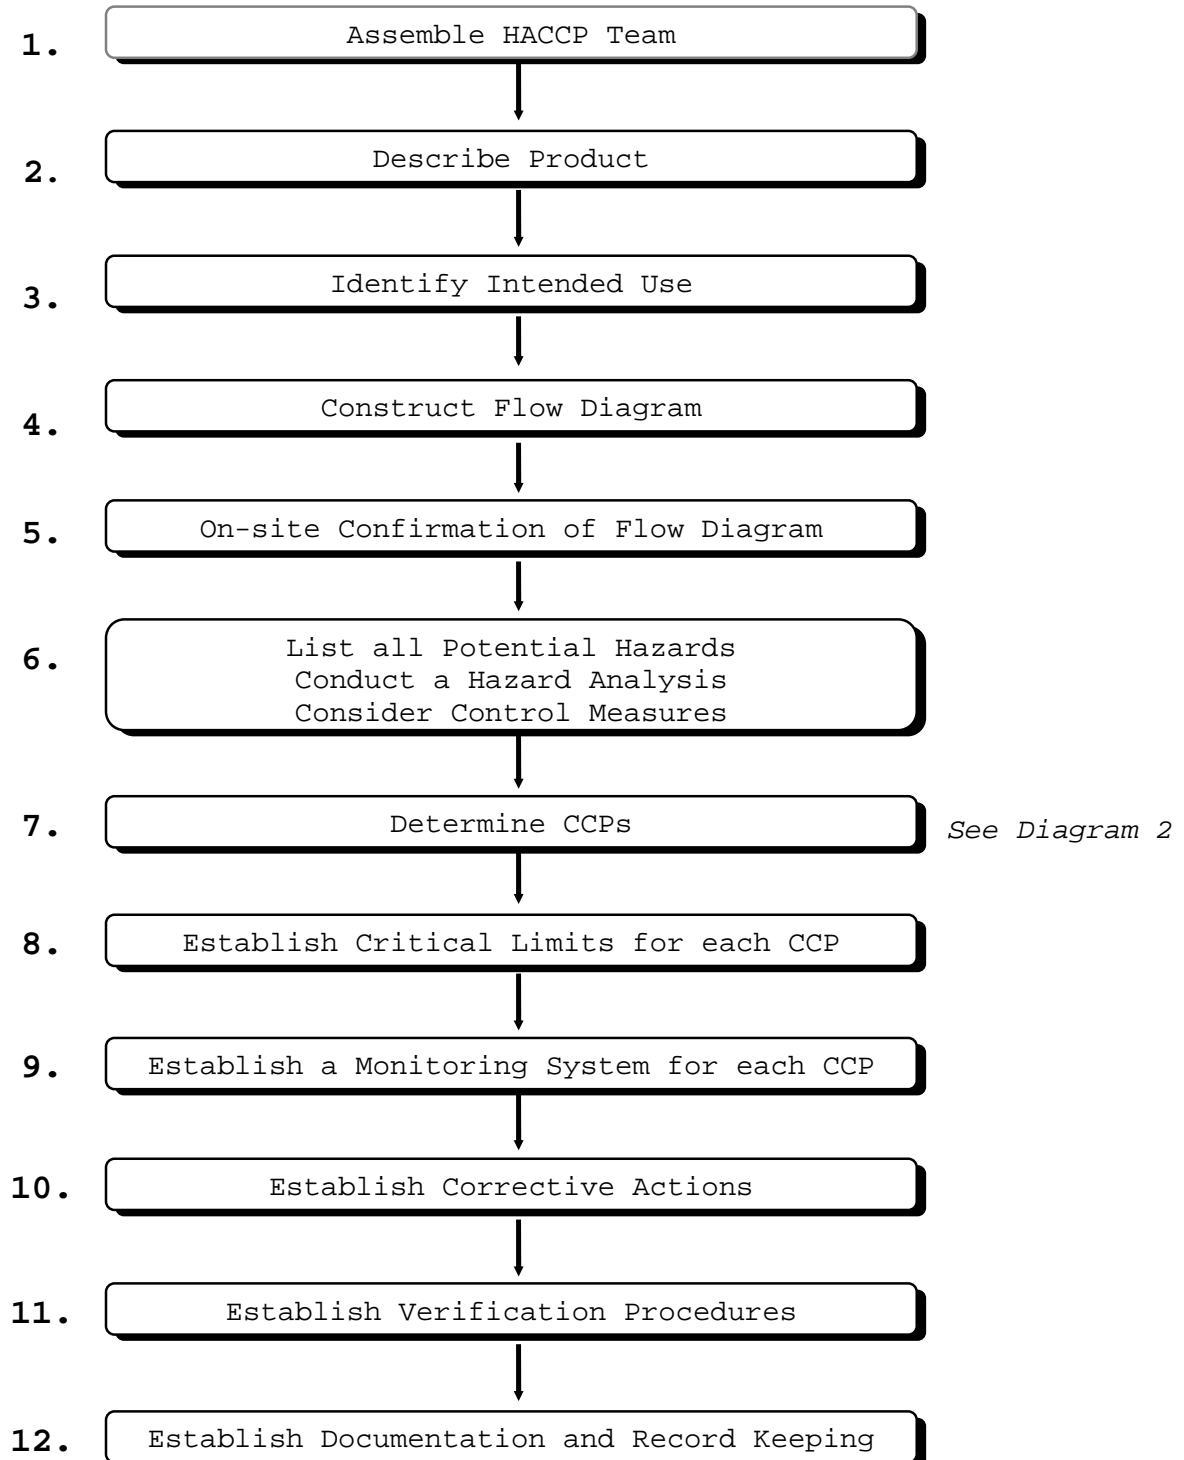 1. Assemble HACCP Team
2. Describe Product
3. Identify Intended Use
4. Construct Flow Diagram
5. On-site Confirmation of Flow Diagram
6. List all Potential Hazards
Conduct a Hazard Analysis
Consider Control Measures
7. Determine CCPs See Diagram 2
8. Establish Critical Limits for each CCP
9. Establish a Monitoring System for each CCP
10. Establish Corrective Actions
11. Establish Verification Procedures
12. Establish Documentation and Record Keeping